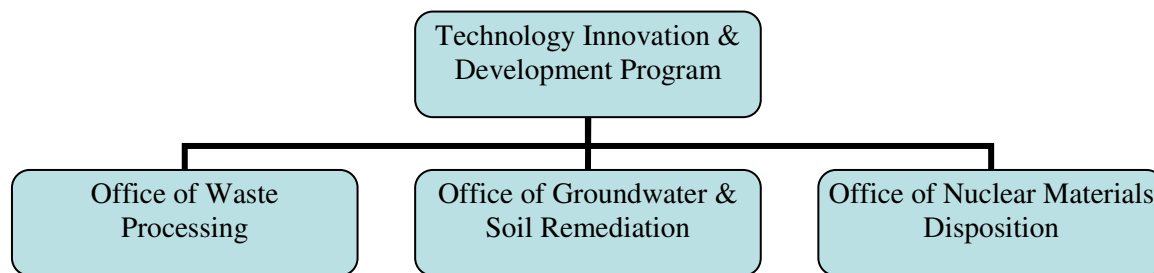 Technology Innovation &
Development Program
Office of Waste
Processing
Office of Groundwater &
Soil Remediation
Office of Nuclear Materials
Disposition